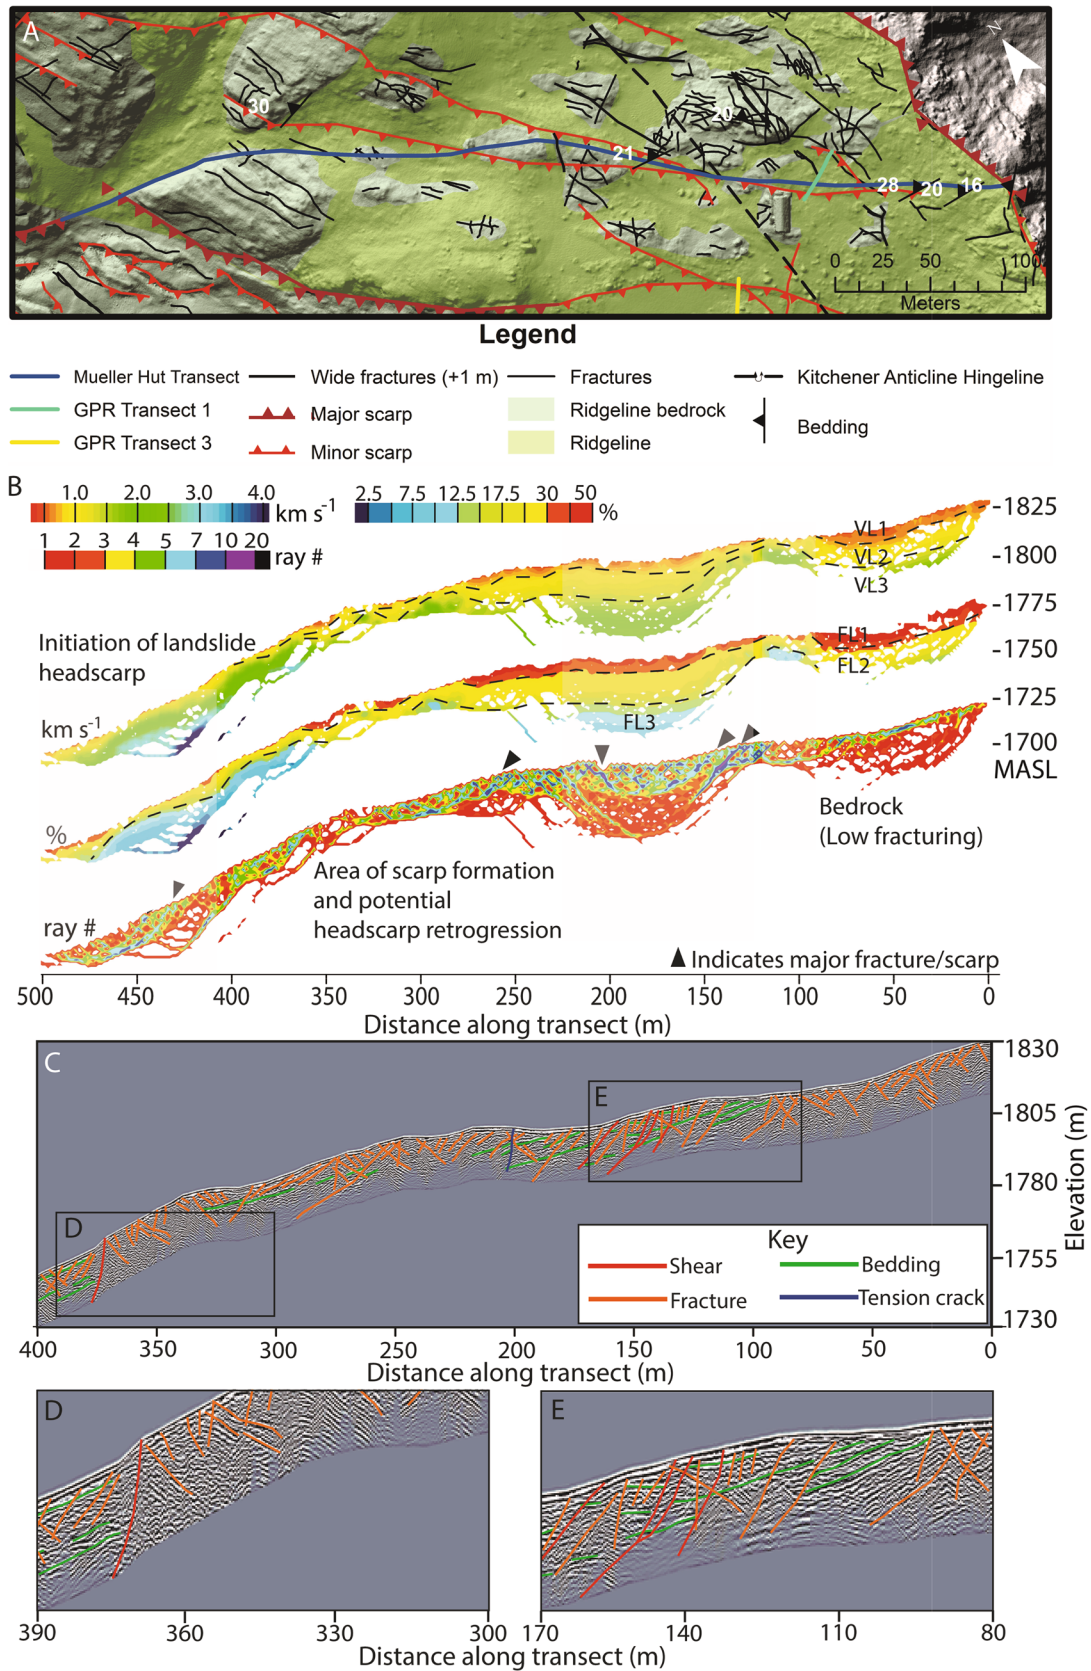 A
N
30
20
21
28
20
16
0 25 50 100
Meters
Legend
Mueller Hut Transect
Wide fractures (+1 m)
Fractures
Kitchener Anticline Hingeline
GPR Transect 1
Major scarp
Ridgeline bedrock
Bedding
GPR Transect 3
Minor scarp
Ridgeline
B
1.0 2.0 3.0 4.0
km s-1
2.5 7.5 12.5 17.5 30 50
%
1 2 3 4 5 7 10 20
ray #
-1825
VL1
-1800
VL2
VL3
-1775
Initiation of landslide
headscarp
FL1
-1750
FL2
-1725
km s-1
FL3
-1700
MASL
%
Bedrock
(Low fracturing)
Area of scarp formation
and potential
headscarp retrogression
ray #
Indicates major fracture/scarp
500 450 400 350 300 250 200 150 100 50 0
Distance along transect (m)
C
1830
E
1805
1780
D
Key
Shear
Bedding
1755
Fracture
Tension crack
1730
Elevation (m)
400 350 300 250 200 150 100 50 0
Distance along transect (m)
D
E
390 360 330 300
170 140 110 80
Distance along transect (m)